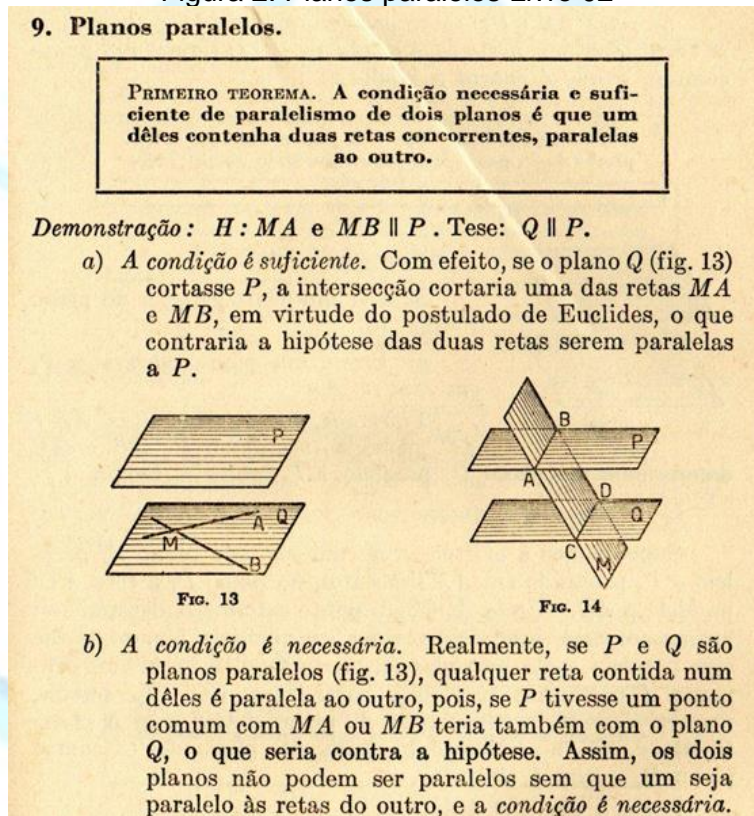 9. Planos paralelos.
PRIMEIRO TEOREMA. A condição necessária e sufi-
ciente de paralelismo de dois planos é que um
dêles contenha duas retas concorrentes, paralelas
ao outro.
Demonstração: H: MA e MB ∥ P. Tese: Q ∥ P.
a) A condição é suficiente. Com efeito, se o plano Q (fig. 13)
cortasse P, a intersecção cortaria uma das retas MA
e MB, em virtude do postulado de Euclides, o que
contraria a hipótese das duas retas serem paralelas
a P.
P
A Q
M
B
FIG. 13
B
P
A
D
Q
C
M
FIG. 14
b) A condição é necessária. Realmente, se P e Q são
planos paralelos (fig. 13), qualquer reta contida num
dêles é paralela ao outro, pois, se P tivesse um ponto
comum com MA ou MB teria também com o plano
Q, o que seria contra a hipótese. Assim, os dois
planos não podem ser paralelos sem que um seja
paralelo às retas do outro, e a condição é necessária.